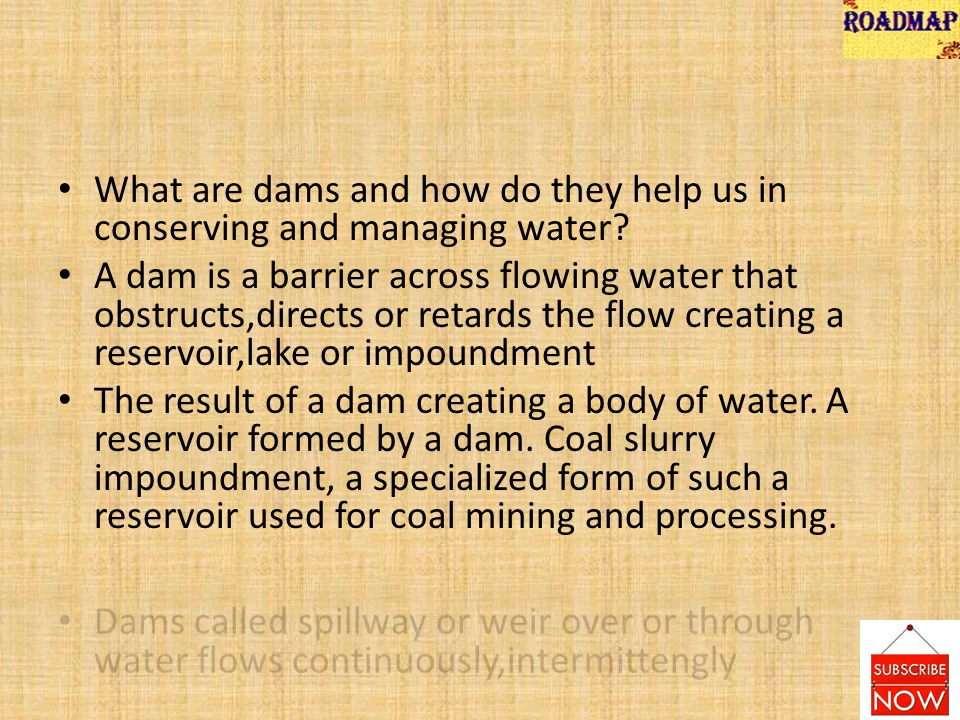 ROADMAP
• What are dams and how do they help us in
conserving and managing water?
• A dam is a barrier across flowing water that
obstructs,directs or retards the flow creating a
reservoir,lake or impoundment
• The result of a dam creating a body of water. A
reservoir formed by a dam. Coal slurry
impoundment, a specialized form of such a
reservoir used for coal mining and processing.
• Dams called spillway or weir over or through
water flows continuously,intermittengly
SUBSCRIBE
NOW